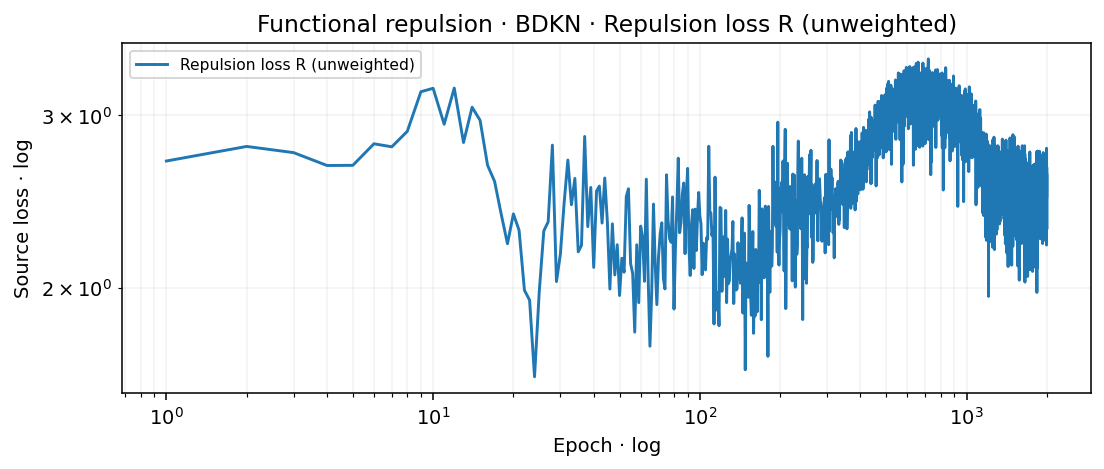 Functional repulsion · BDKN · Repulsion loss R (unweighted)
Repulsion loss R (unweighted)
Source loss · log
3 × 10⁰
2 × 10⁰
10⁰ 10¹ 10² 10³
Epoch · log